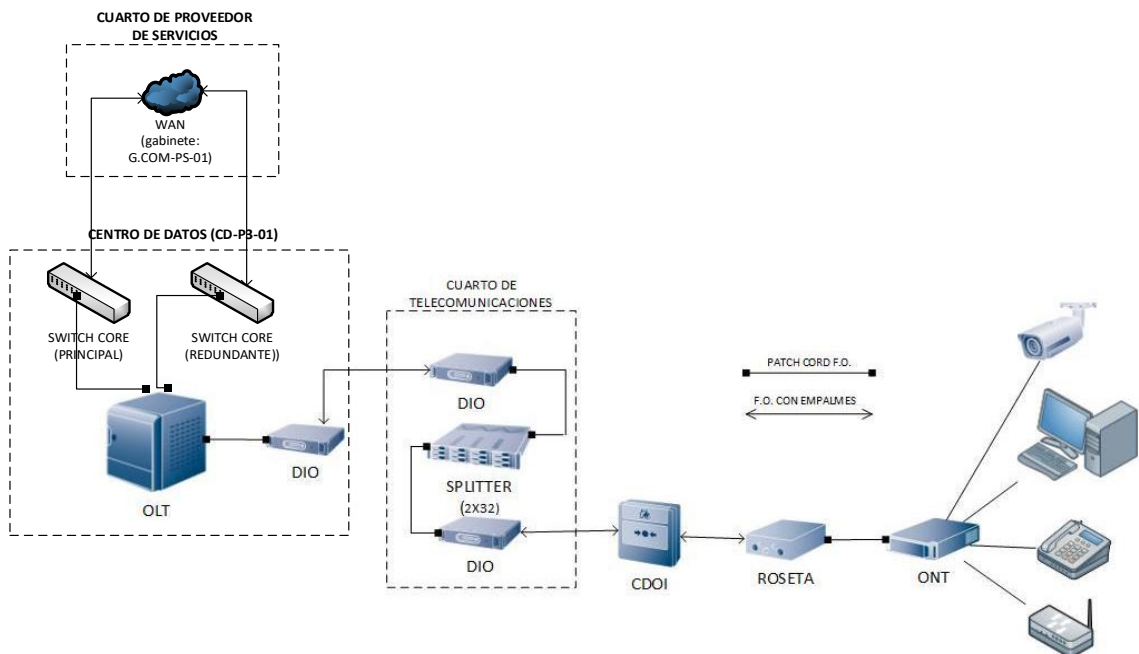 CUARTO DE PROVEEDOR
DE SERVICIOS
WAN
(gabinete:
G.COM-PS-01)
CENTRO DE DATOS (CD-PB-01)
SWITCH CORE
(PRINCIPAL)
SWITCH CORE
(REDUNDANTE))
OLT
DIO
CUARTO DE
TELECOMUNICACIONES
DIO
SPLITTER
(2X32)
DIO
PATCH CORD F.O.
F.O. CON EMPALMES
CDOI
ROSETA
ONT